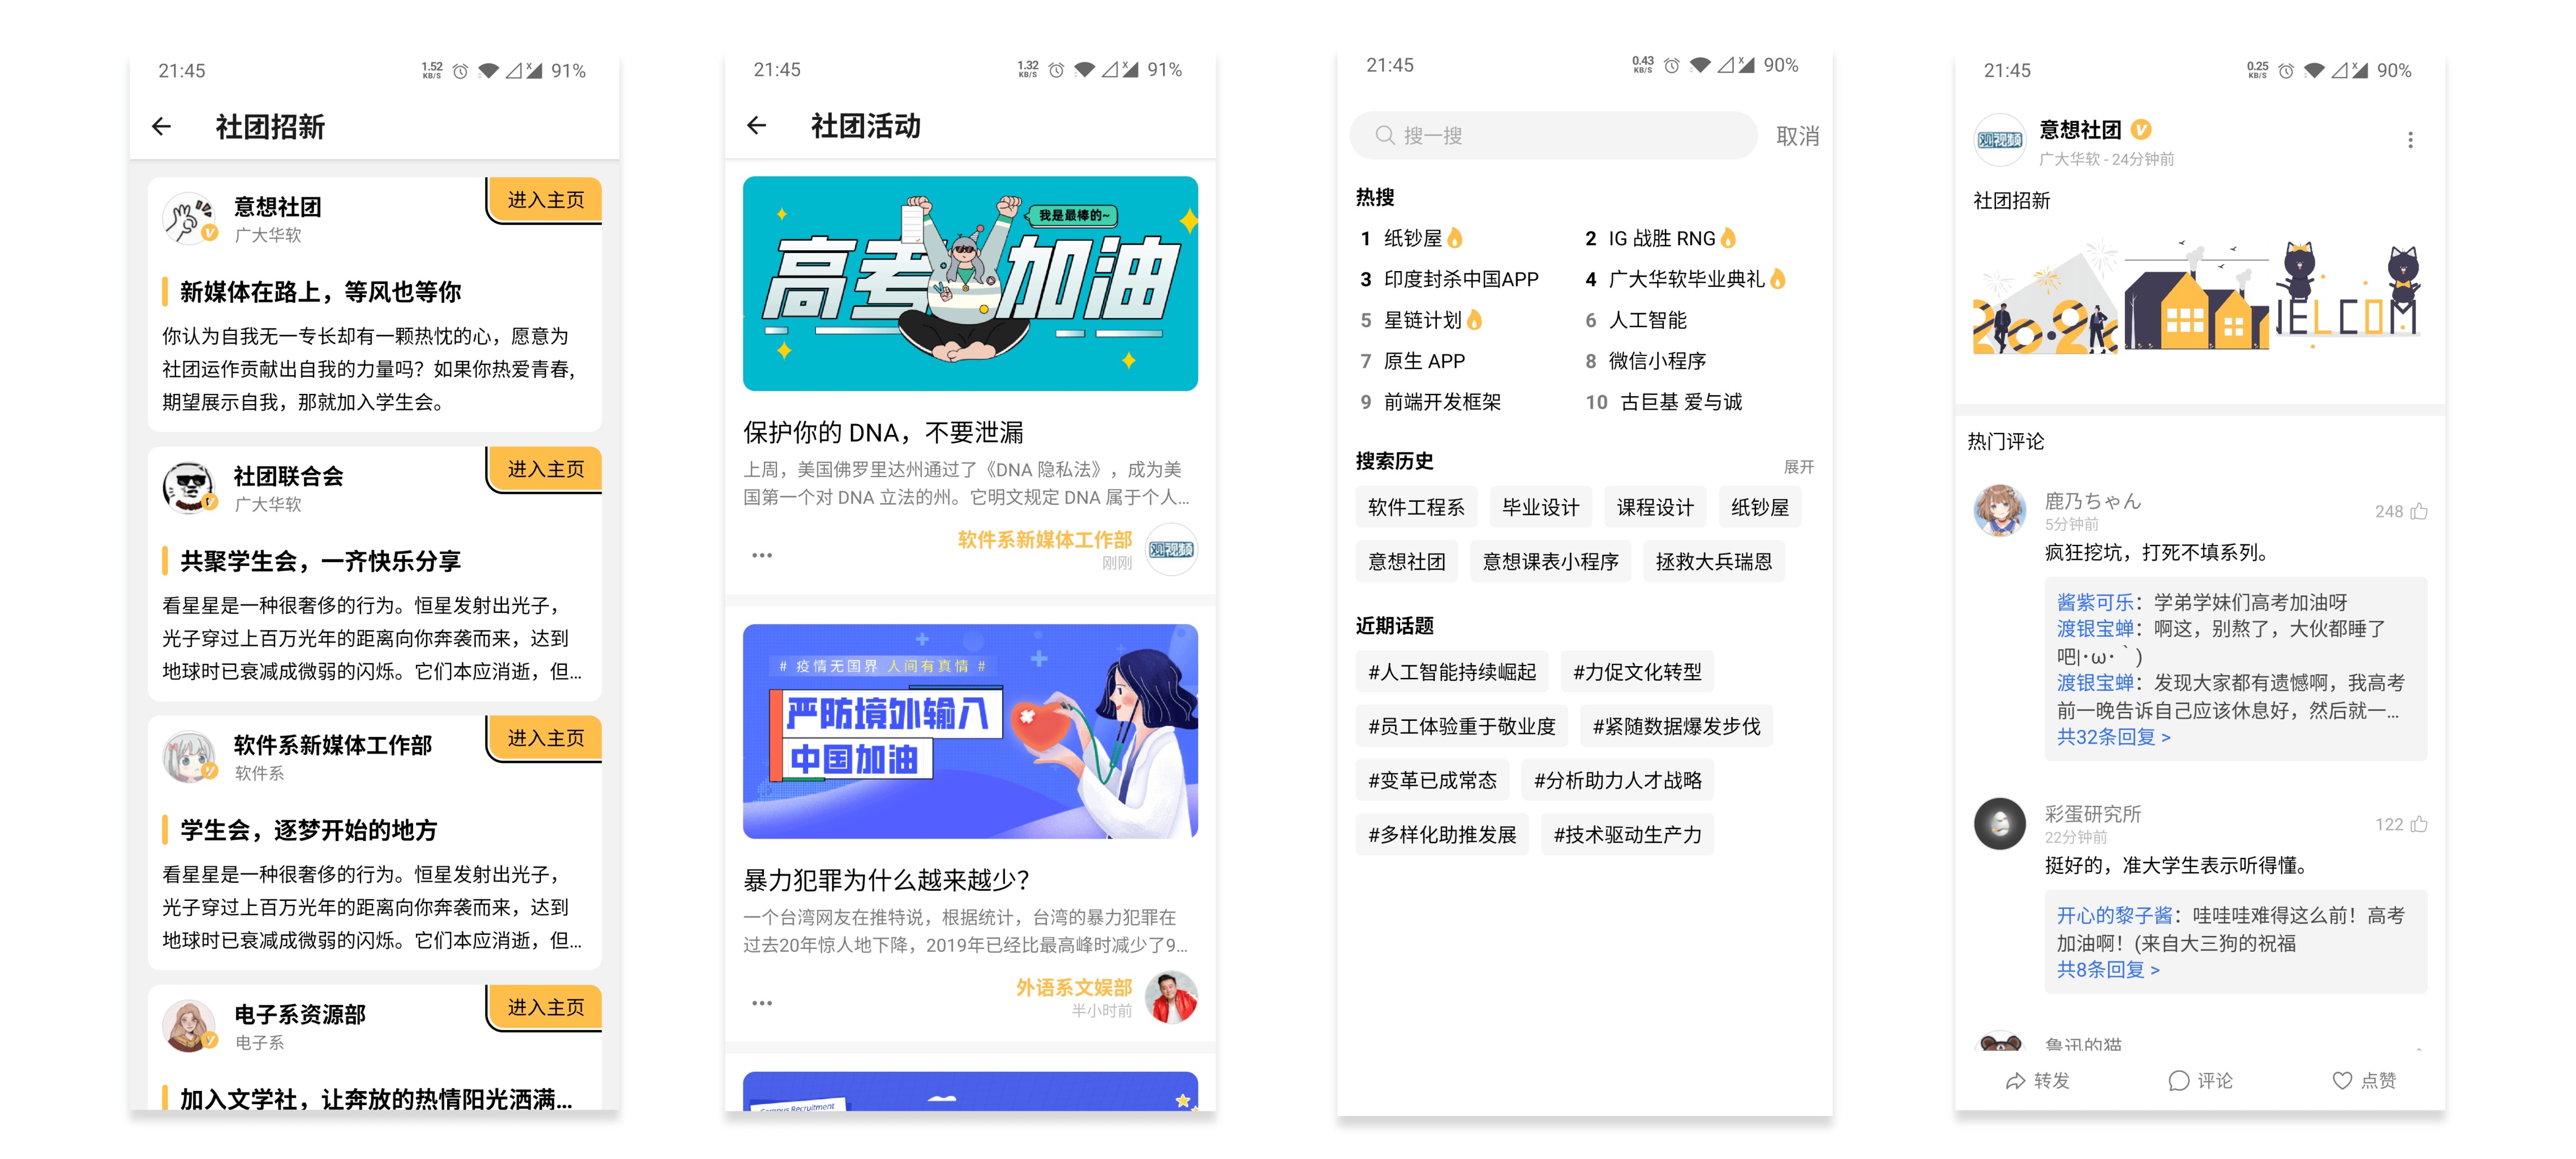 21:45
1.52
KB/S
91%
社团招新
意想社团
广大华软
进入主页
新媒体在路上，等风也等你
你认为自我无一专长却有一颗热忱的心，愿意为
社团运作贡献出自我的力量吗？如果你热爱青春，
期望展示自我，那就加入学生会。
社团联合会
广大华软
进入主页
共聚学生会，一齐快乐分享
看星星是一种很奢侈的行为。恒星发射出光子，
光子穿过上百万光年的距离向你奔袭而来，达到
地球时已衰减成微弱的闪烁。它们本应消逝，但...
软件系新媒体工作部
软件系
进入主页
学生会，逐梦开始的地方
看星星是一种很奢侈的行为。恒星发射出光子，
光子穿过上百万光年的距离向你奔袭而来，达到
地球时已衰减成微弱的闪烁。它们本应消逝，但...
电子系资源部
电子系
进入主页
加入文学社，让奔放的热情阳光洒满...
21:45
1.32
KB/S
91%
社团活动
我是最棒的~
高考加油
保护你的 DNA，不要泄漏
上周，美国佛罗里达州通过了《DNA 隐私法》，成为美
国第一个对 DNA 立法的州。它明文规定 DNA 属于个人...
软件系新媒体工作部
刚刚
观视频
# 疫情无国界 人间有真情 #
严防境外输入
中国加油
暴力犯罪为什么越来越少？
一个台湾网友在推特说，根据统计，台湾的暴力犯罪在
过去20年惊人地下降，2019年已经比最高峰时减少了9...
外语系文娱部
半小时前
Campus Recruitment
21:45
0.43
KB/S
90%
搜一搜
取消
热搜
1 纸钞屋
2 IG 战胜 RNG
3 印度封杀中国APP
4 广大华软毕业典礼
5 星链计划
6 人工智能
7 原生 APP
8 微信小程序
9 前端开发框架
10 古巨基 爱与诚
搜索历史
展开
软件工程系 毕业设计 课程设计 纸钞屋
意想社团 意想课表小程序 拯救大兵瑞恩
近期话题
#人工智能持续崛起 #力促文化转型
#员工体验重于敬业度 #紧随数据爆发步伐
#变革已成常态 #分析助力人才战略
#多样化助推发展 #技术驱动生产力
21:45
0.25
KB/S
90%
观视频
意想社团
广大华软 - 24分钟前
社团招新
热门评论
鹿乃ちゃん
5分钟前
248
疯狂挖坑，打死不填系列。
酱紫可乐：学弟学妹们高考加油呀
渡银宝蝉：啊这，别熬了，大伙都睡了
吧|･ω･｀)
渡银宝蝉：发现大家都有遗憾啊，我高考
前一晚告诉自己应该休息好，然后就一...
共32条回复 >
彩蛋研究所
22分钟前
122
挺好的，准大学生表示听得懂。
开心的黎子酱：哇哇哇难得这么前！高考
加油啊！(来自大三狗的祝福
共8条回复 >
鲁迅的猫
转发
评论
点赞